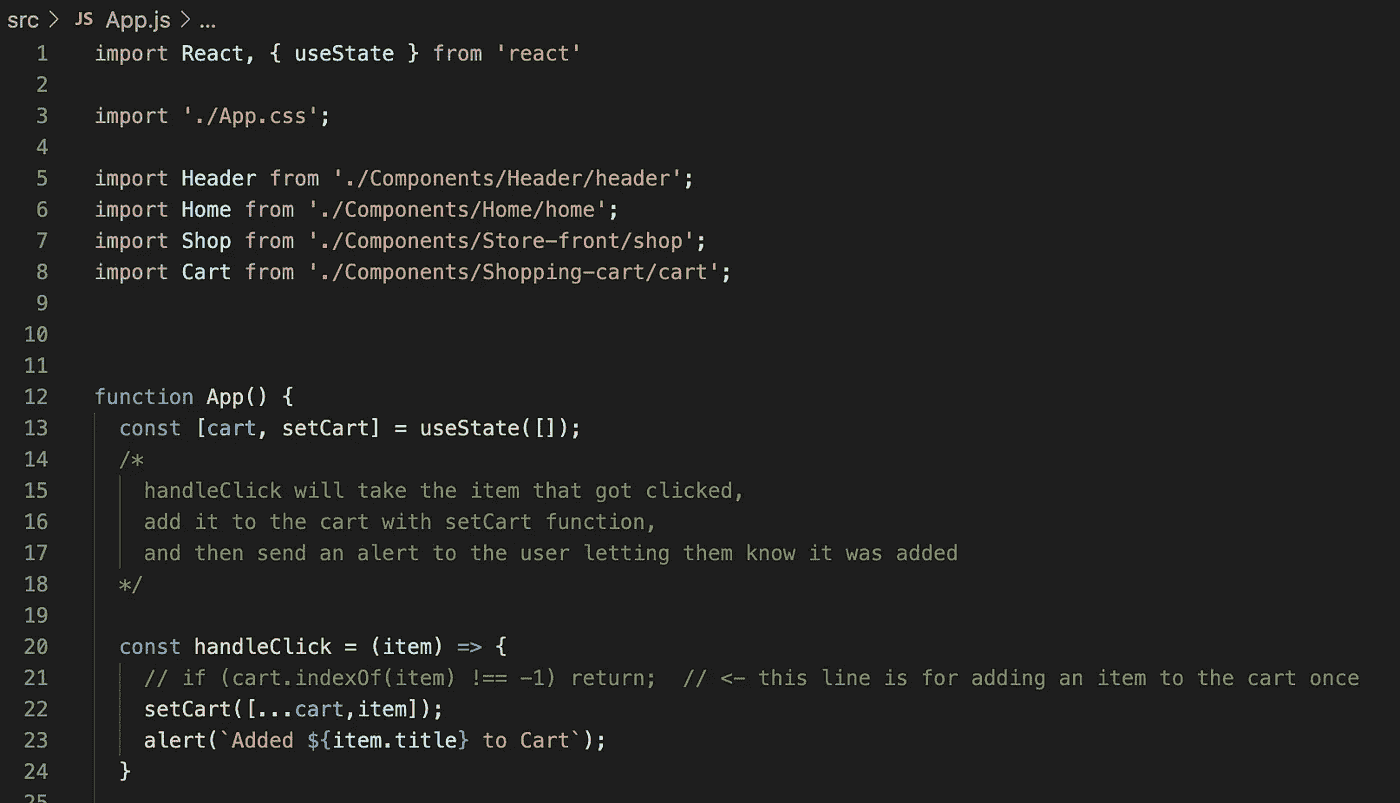 src > JS App.js > ...
1 import React, { useState } from 'react'
2
3 import './App.css';
4
5 import Header from './Components/Header/header';
6 import Home from './Components/Home/home';
7 import Shop from './Components/Store-front/shop';
8 import Cart from './Components/Shopping-cart/cart';
9
10
11
12 function App() {
13 const [cart, setCart] = useState([]);
14 /*
15 handleClick will take the item that got clicked,
16 add it to the cart with setCart function,
17 and then send an alert to the user letting them know it was added
18 */
19
20 const handleClick = (item) => {
21 // if (cart.indexOf(item) !== -1) return;  // <- this line is for adding an item to the cart once
22 setCart([...cart,item]);
23 alert(`Added ${item.title} to Cart`);
24 }
25